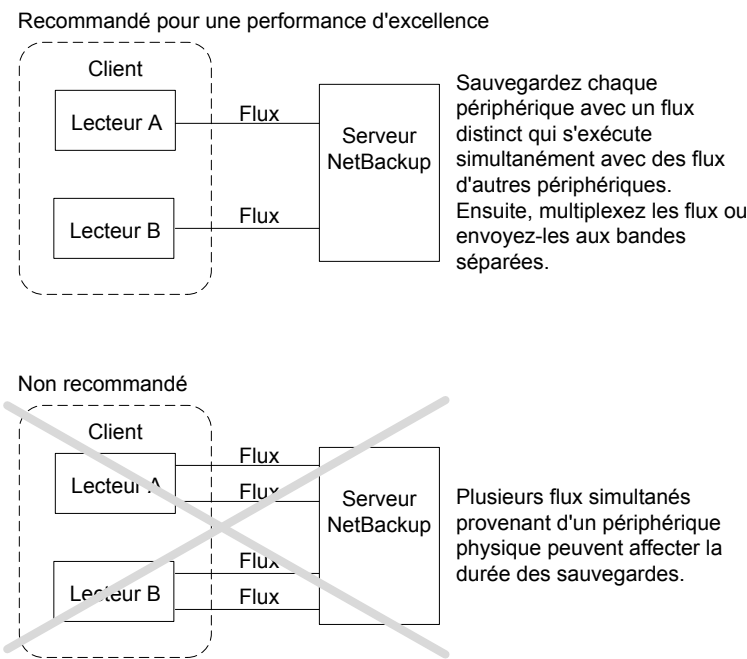 Recommandé pour une performance d'excellence
Client
Lecteur A
Flux
Lecteur B
Flux
Serveur
NetBackup
Sauvegardez chaque
périphérique avec un flux
distinct qui s'exécute
simultanément avec des flux
d'autres périphériques.
Ensuite, multiplexez les flux ou
envoyez-les aux bandes
séparées.
Non recommandé
Client
Lecteur A
Flux
Flux
Lecteur B
Flux
Flux
Serveur
NetBackup
Plusieurs flux simultanés
provenant d'un périphérique
physique peuvent affecter la
durée des sauvegardes.